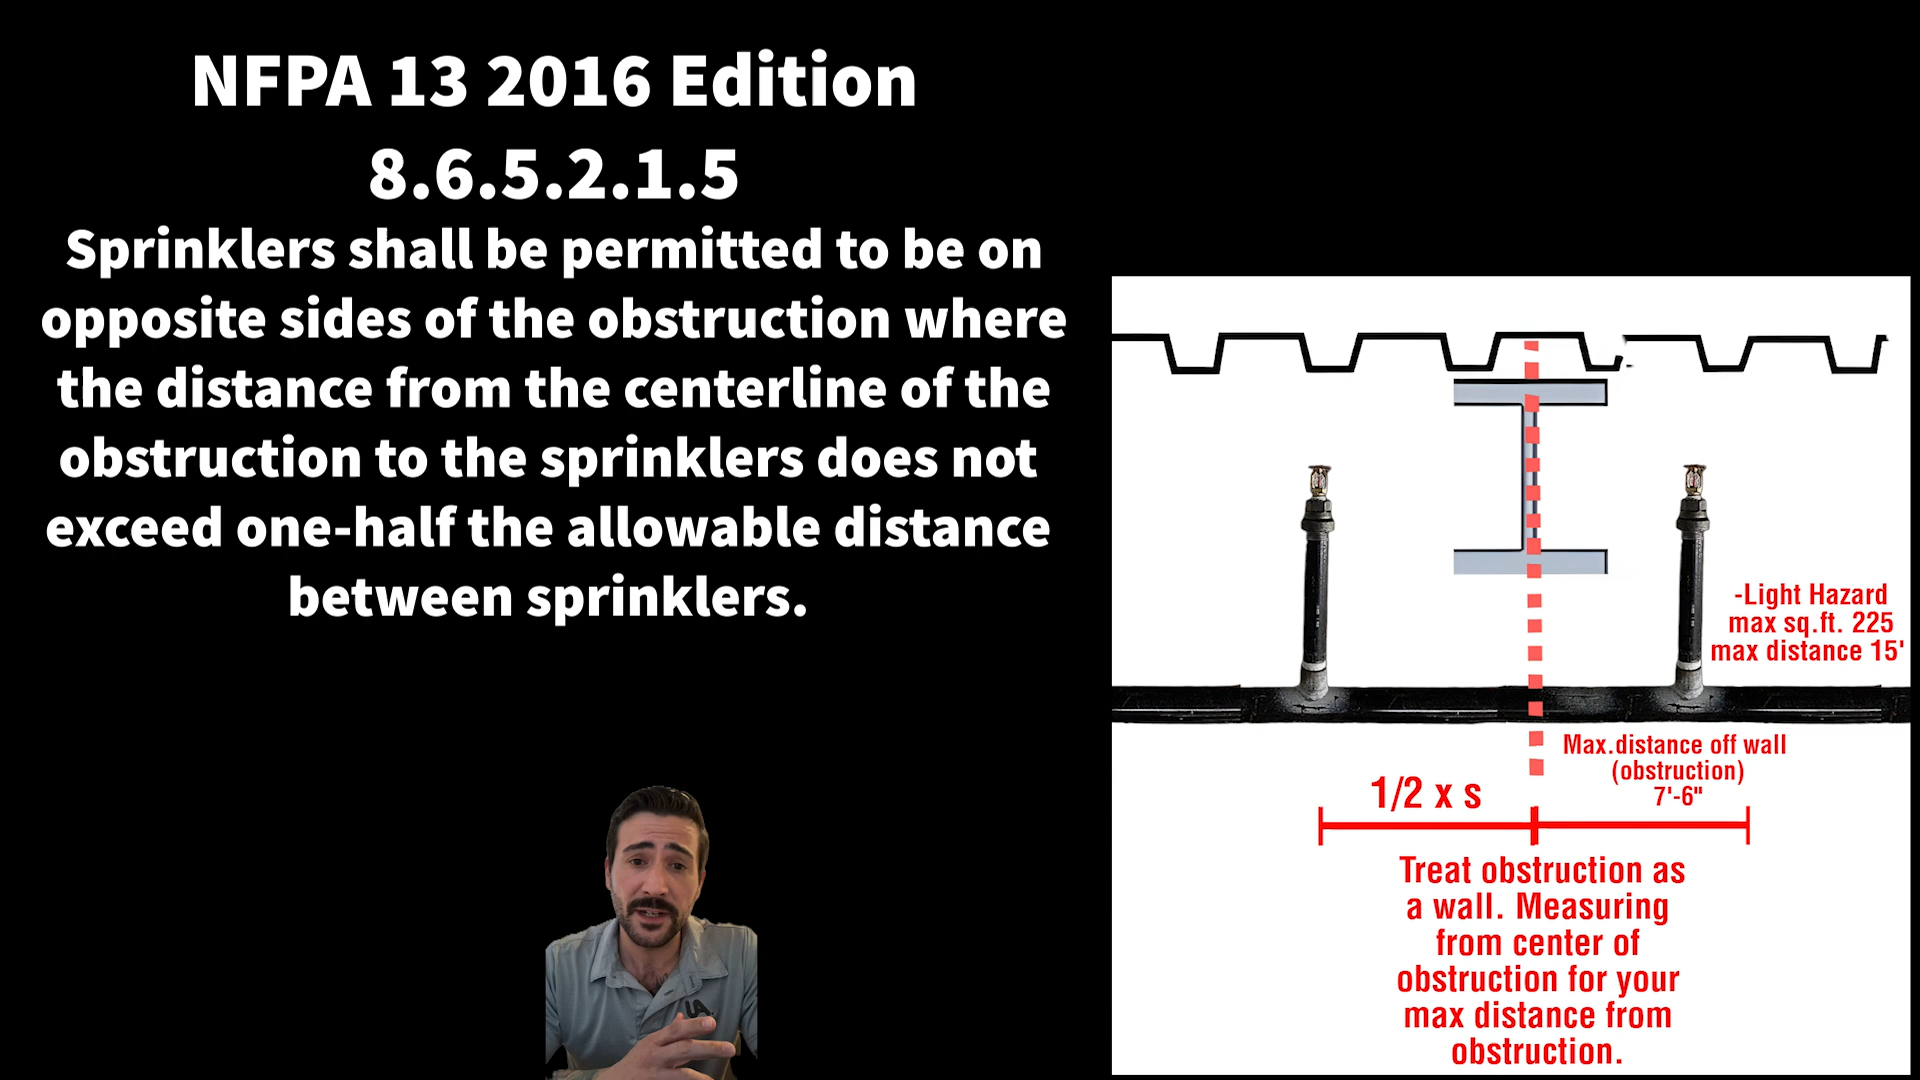 NFPA 13 2016 Edition
8.6.5.2.1.5
Sprinklers shall be permitted to be on
opposite sides of the obstruction where
the distance from the centerline of the
obstruction to the sprinklers does not
exceed one-half the allowable distance
between sprinklers.
-Light Hazard
max sq.ft. 225
max distance 15'
Max.distance off wall
(obstruction)
7'-6"
1/2 x s
Treat obstruction as
a wall. Measuring
from center of
obstruction for your
max distance from
obstruction.